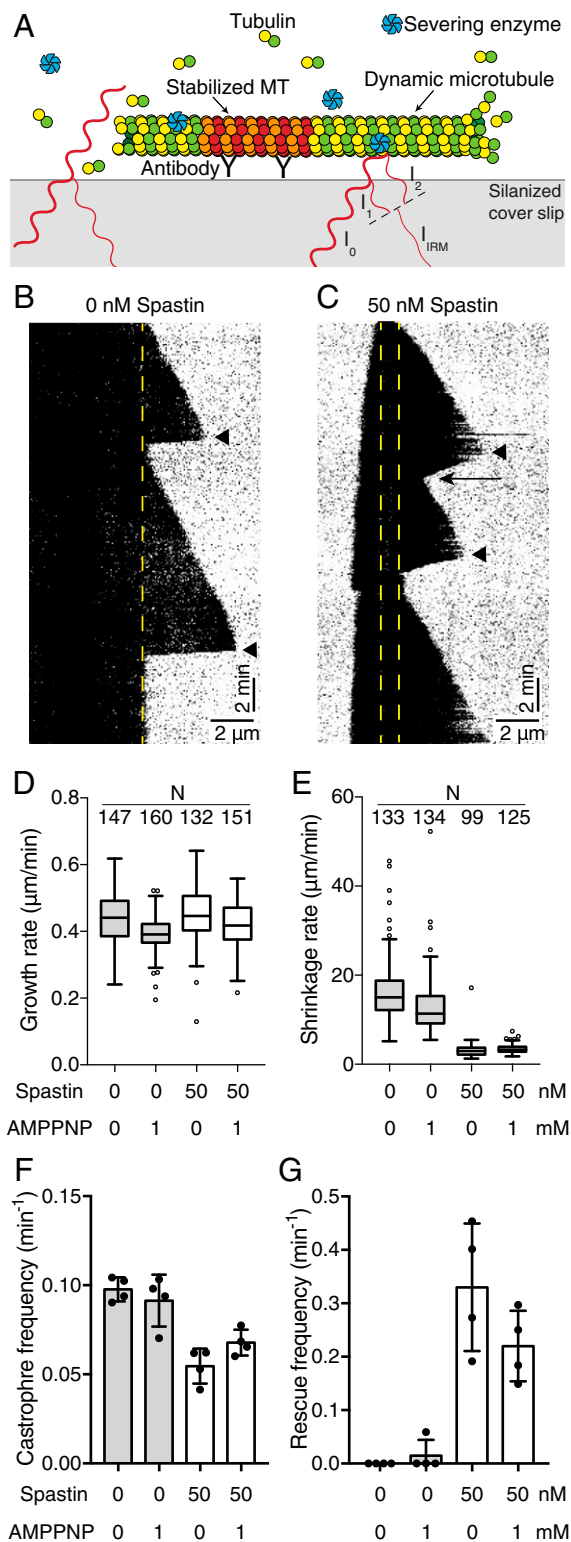 A
Tubulin
Severing enzyme
Stabilized MT
Dynamic microtubule
Antibody
I2
I1
Silanized
cover slip
I0
IIRM
B
0 nM Spastin
C
50 nM Spastin
2 min
2 µm
2 min
2 µm
D
N
147 160 132 151
Growth rate (µm/min)
0.8
0.6
0.4
0.2
0.0
Spastin 0 0 50 50
AMPPNP 0 1 0 1
E
N
133 134 99 125
Shrinkage rate (µm/min)
60
40
20
0
0 0 50 50 nM
0 1 0 1 mM
F
Castrophre frequency (min-1)
0.15
0.10
0.05
0.00
Spastin 0 0 50 50
AMPPNP 0 1 0 1
G
Rescue frequency (min-1)
0.5
0.4
0.3
0.2
0.1
0.0
0 0 50 50 nM
0 1 0 1 mM